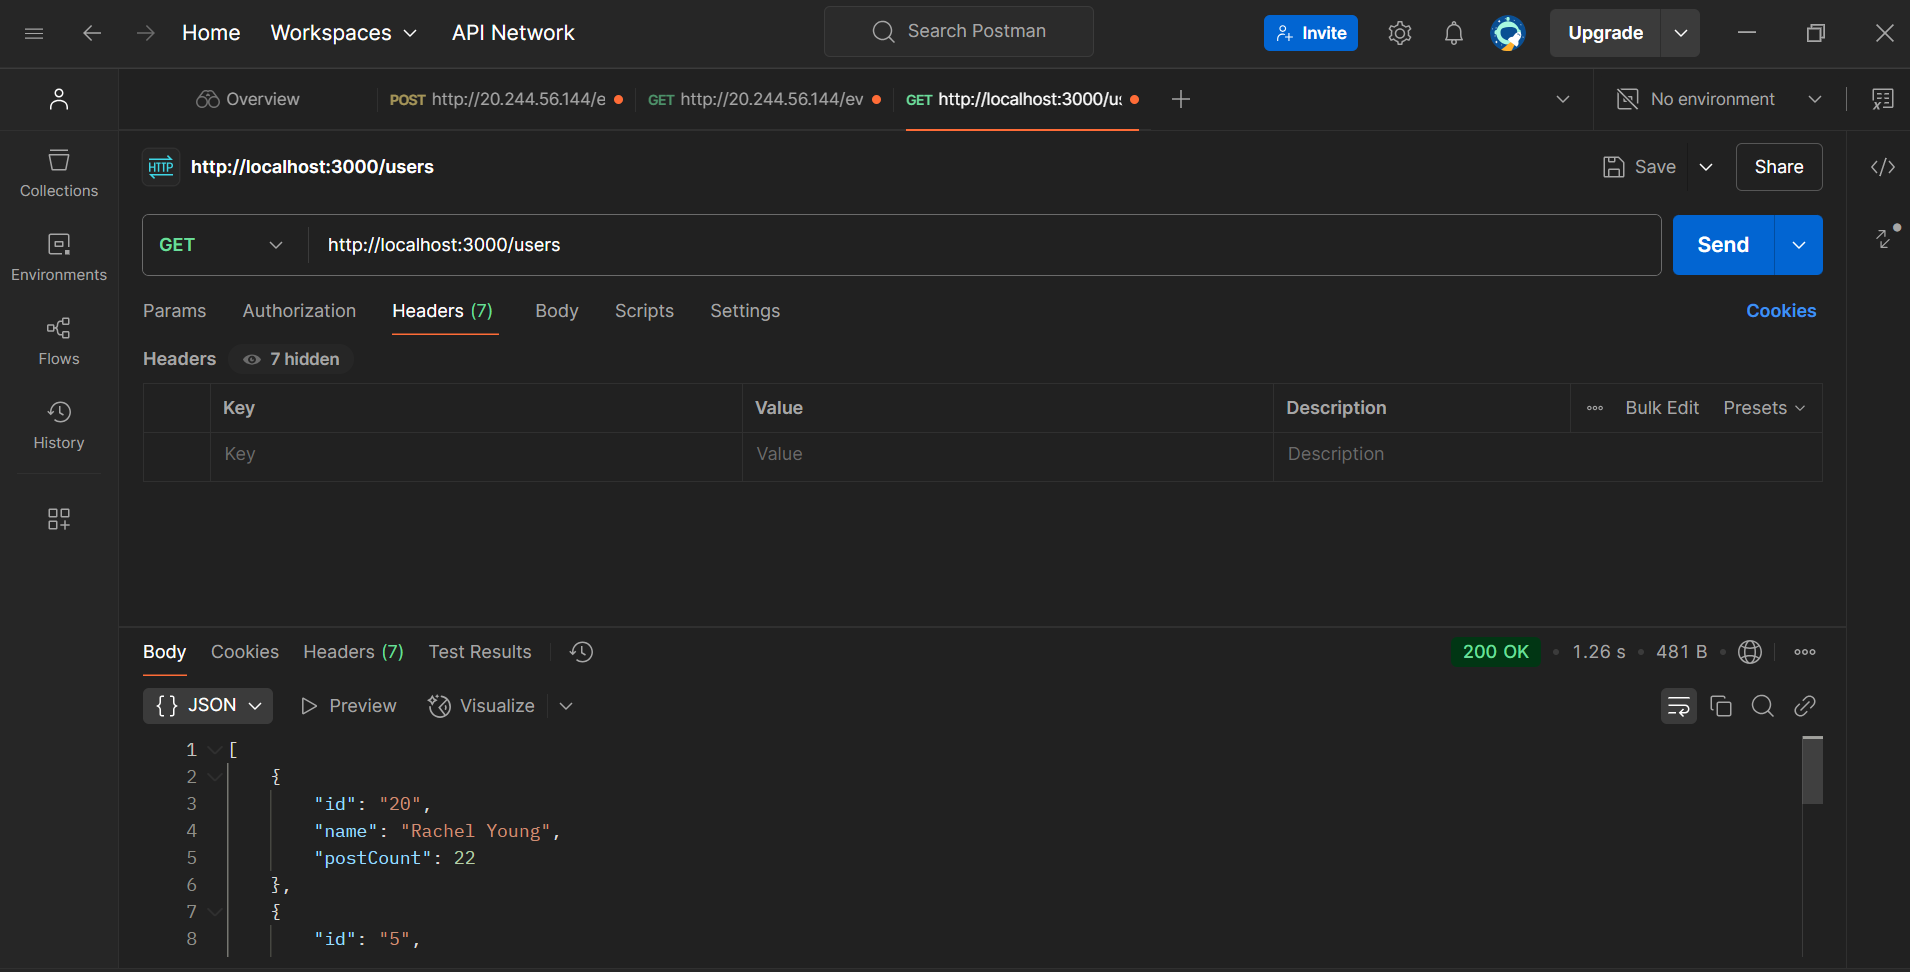 Home Workspaces API Network Search Postman Invite Upgrade
Overview POST http://20.244.56.144/e GET http://20.244.56.144/ev GET http://localhost:3000/us No environment
HTTP http://localhost:3000/users Save Share
Collections
GET http://localhost:3000/users Send
Environments
Params Authorization Headers (7) Body Scripts Settings Cookies
Flows
Headers 7 hidden
Key Value Description Bulk Edit Presets
History
Key Value Description
Body Cookies Headers (7) Test Results 200 OK 1.26 s 481 B
{} JSON Preview Visualize
1 [
2 {
3 "id": "20",
4 "name": "Rachel Young",
5 "postCount": 22
6 },
7 {
8 "id": "5",